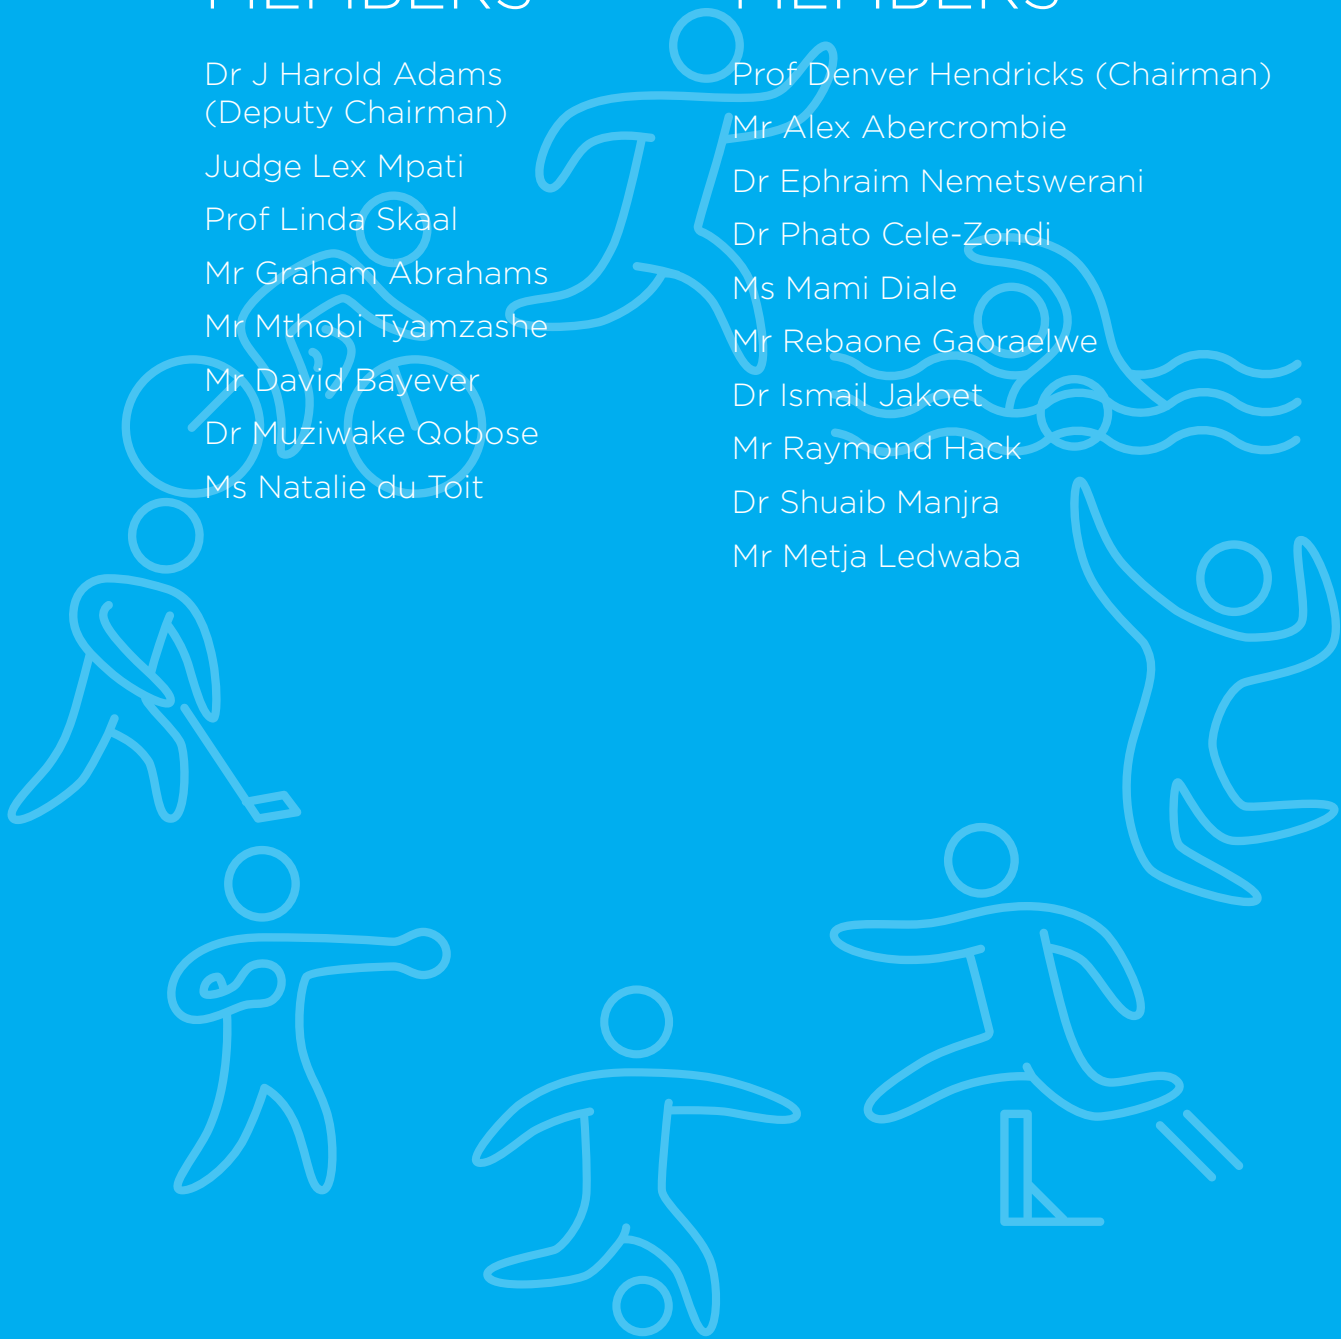 MEMBERS
Dr J Harold Adams
(Deputy Chairman)
Judge Lex Mpati
Prof Linda Skaal
Mr Graham Abrahams
Mr Mthobi Tyamzashe
Mr David Bayever
Dr Muziwake Qobose
Ms Natalie du Toit
MEMBERS
Prof Denver Hendricks (Chairman)
Mr Alex Abercrombie
Dr Ephraim Nemetswerani
Dr Phato Cele-Zondi
Ms Mami Diale
Mr Rebaone Gaoraelwe
Dr Ismail Jakoet
Mr Raymond Hack
Dr Shuaib Manjra
Mr Metja Ledwaba